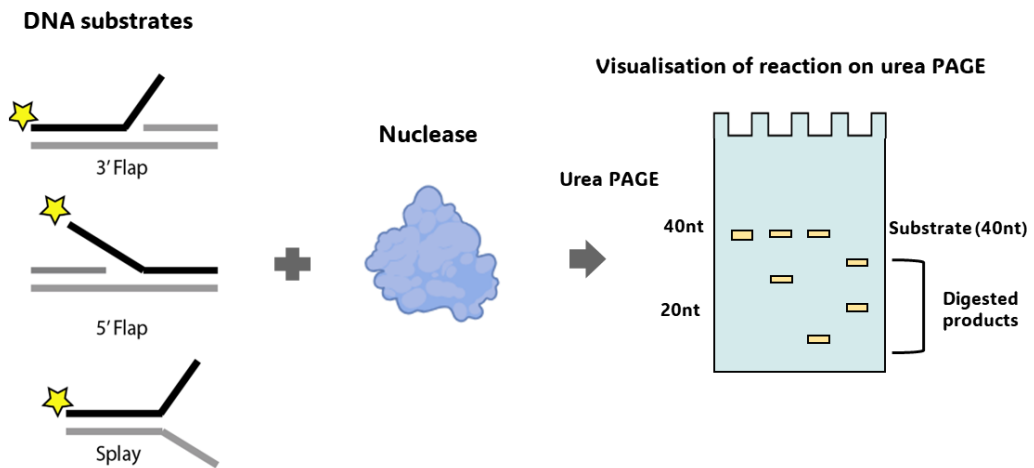 DNA substrates
3’ Flap
5’ Flap
Splay
Nuclease
Visualisation of reaction on urea PAGE
Urea PAGE
40nt
20nt
Substrate (40nt)
Digested
products